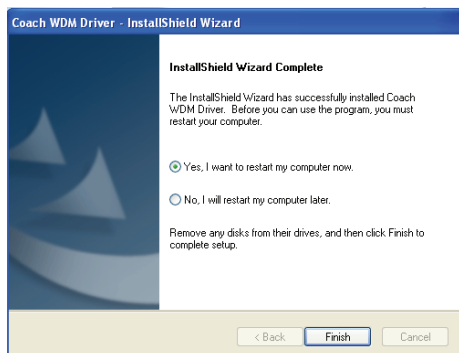 Coach WDM Driver - InstallShield Wizard
InstallShield Wizard Complete
The InstallShield Wizard has successfully installed Coach
WDM Driver. Before you can use the program, you must
restart your computer.
Yes, I want to restart my computer now.
No, I will restart my computer later.
Remove any disks from their drives, and then click Finish to
complete setup.
< Back Finish Cancel